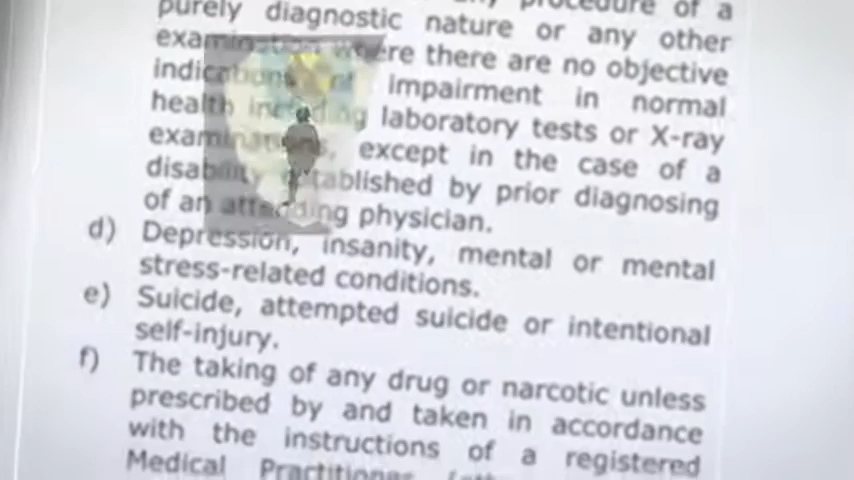 procedure of a
purely diagnostic nature or any other
examination where there are no objective
indications of impairment in normal
health including laboratory tests or X-ray
examinations, except in the case of a
disability established by prior diagnosing
of an attending physician.
d) Depression, insanity, mental or mental
stress-related conditions.
e) Suicide, attempted suicide or intentional
self-injury.
f) The taking of any drug or narcotic unless
prescribed by and taken in accordance
with the instructions of a registered
Medical Practitioner